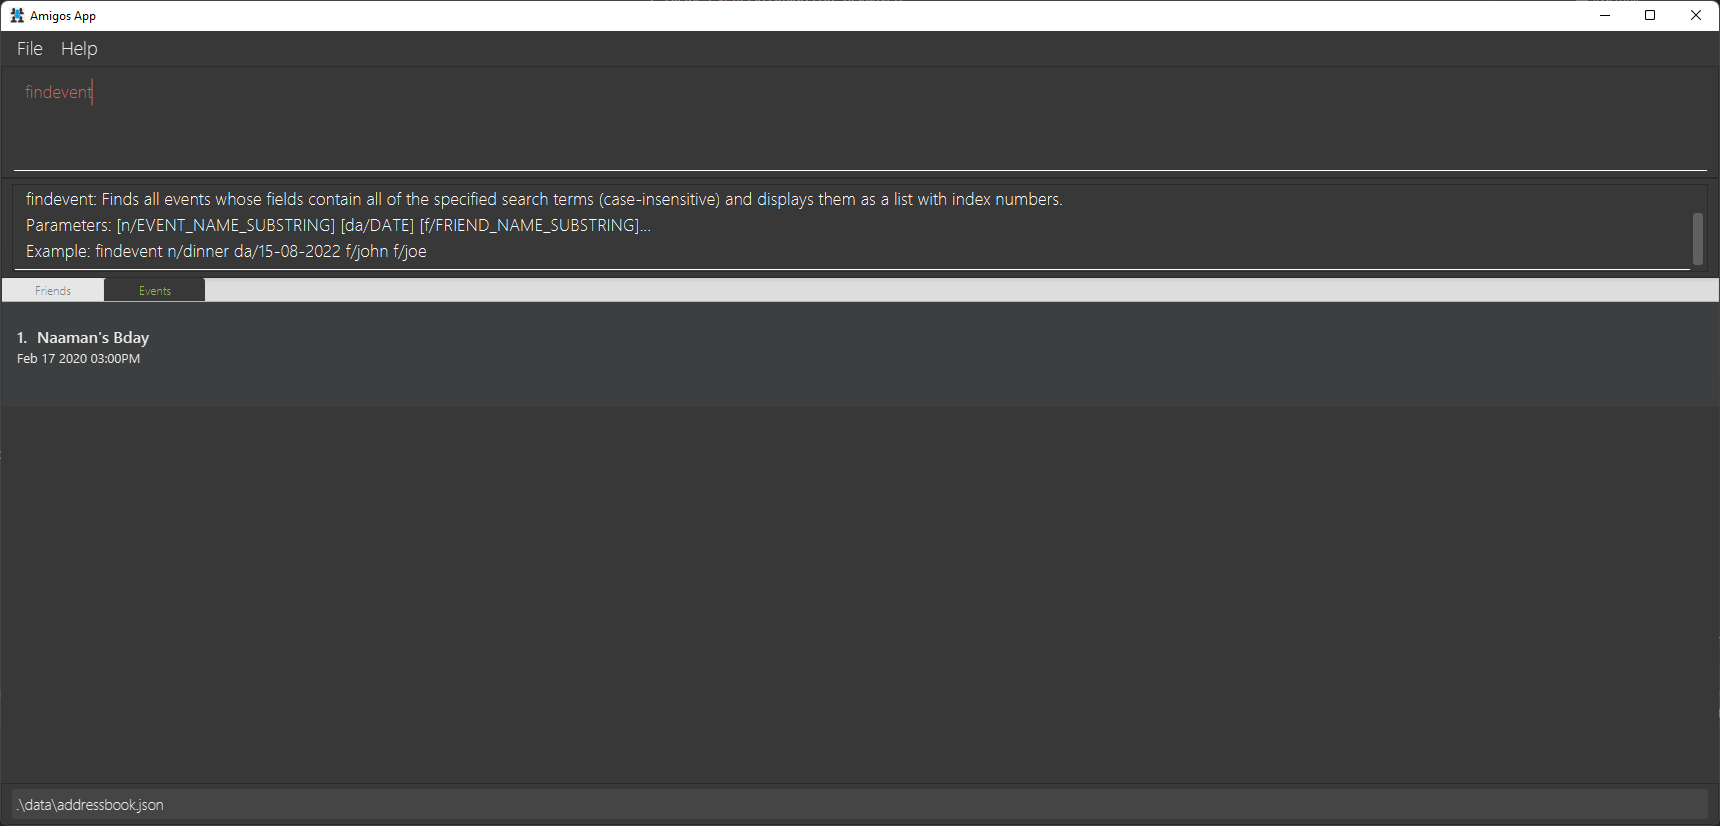 Amigos App
File Help
findevent
findevent: Finds all events whose fields contain all of the specified search terms (case-insensitive) and displays them as a list with index numbers.
Parameters: [n/EVENT_NAME_SUBSTRING] [da/DATE] [f/FRIEND_NAME_SUBSTRING]...
Example: findevent n/dinner da/15-08-2022 f/john f/joe
Friends Events
1. Naaman's Bday
Feb 17 2020 03:00PM
.\data\addressbook.json